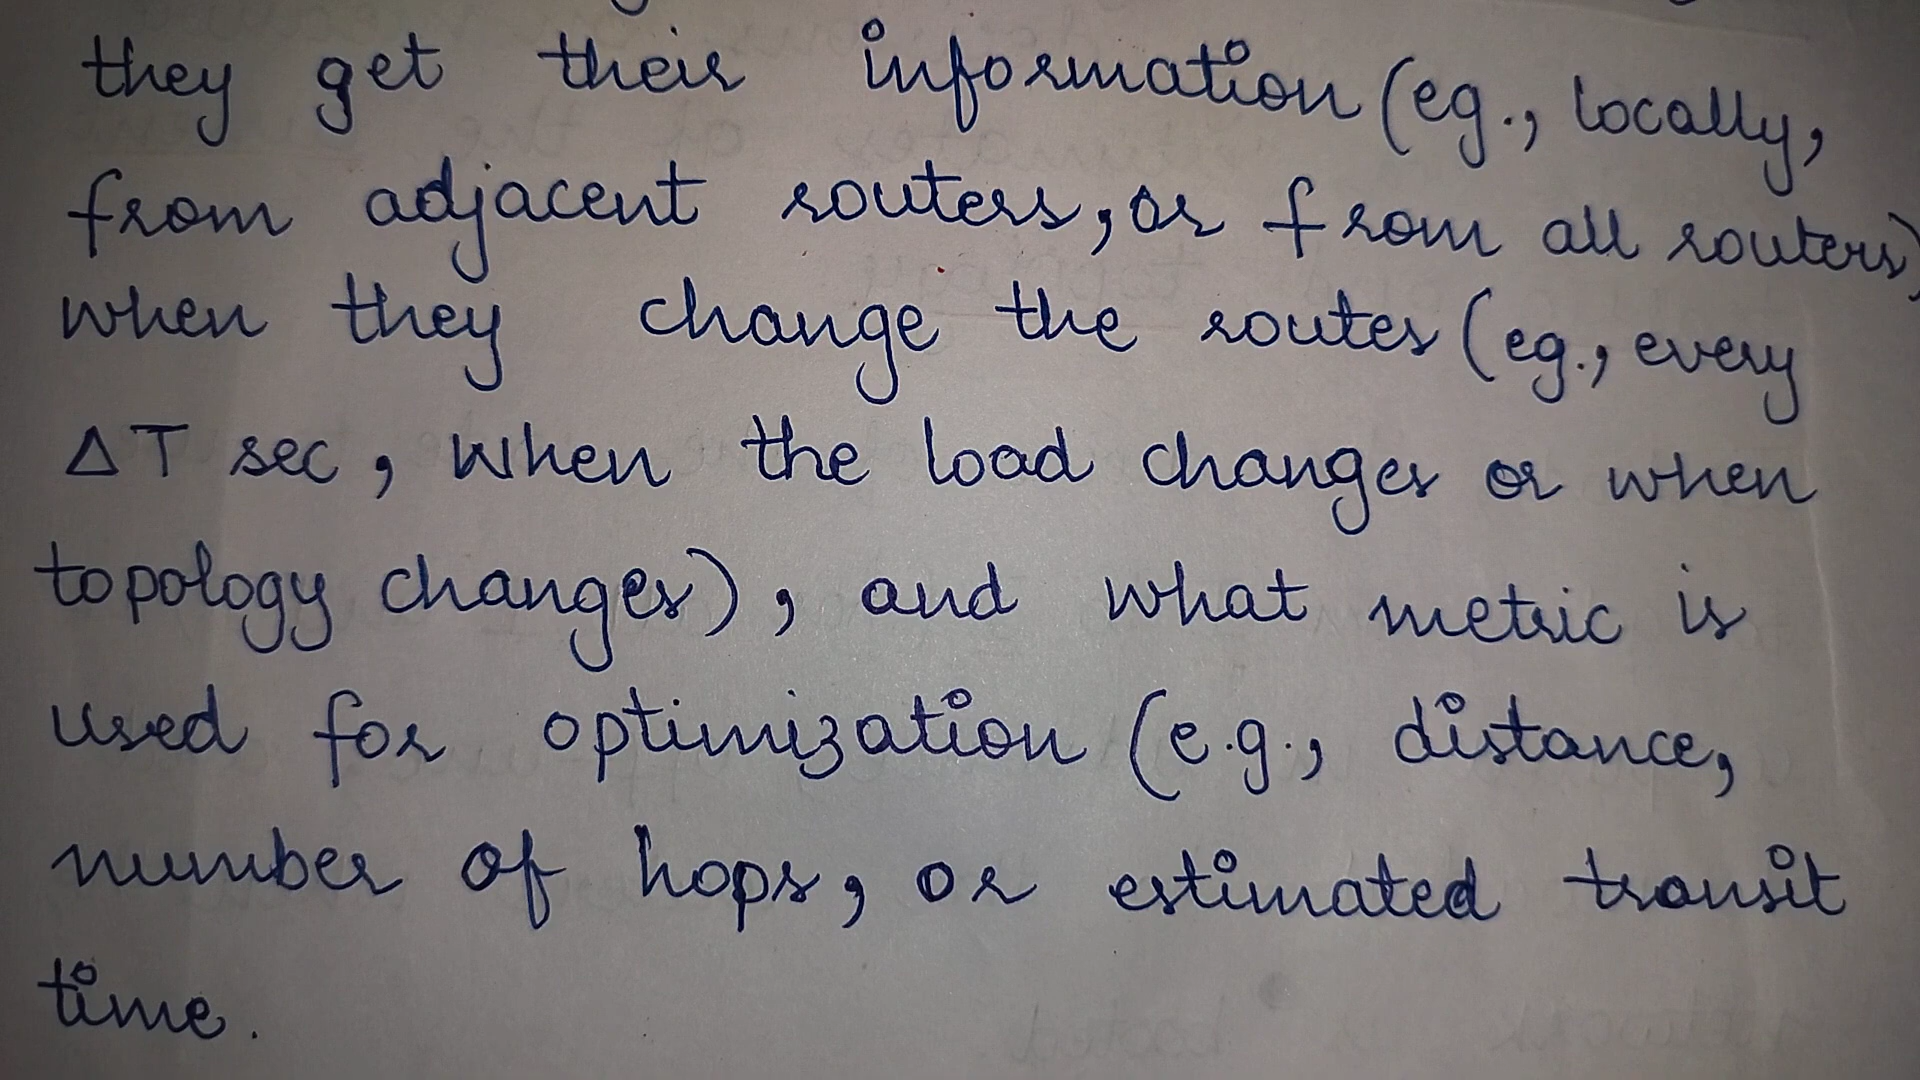 they get their information (eg., locally,
from adjacent routers, or from all routers)
when they change the routes (eg., every
ΔT sec, when the load changes or when
topology changes), and what metric is
used for optimization (e.g., distance,
number of hops, or estimated transit
time.